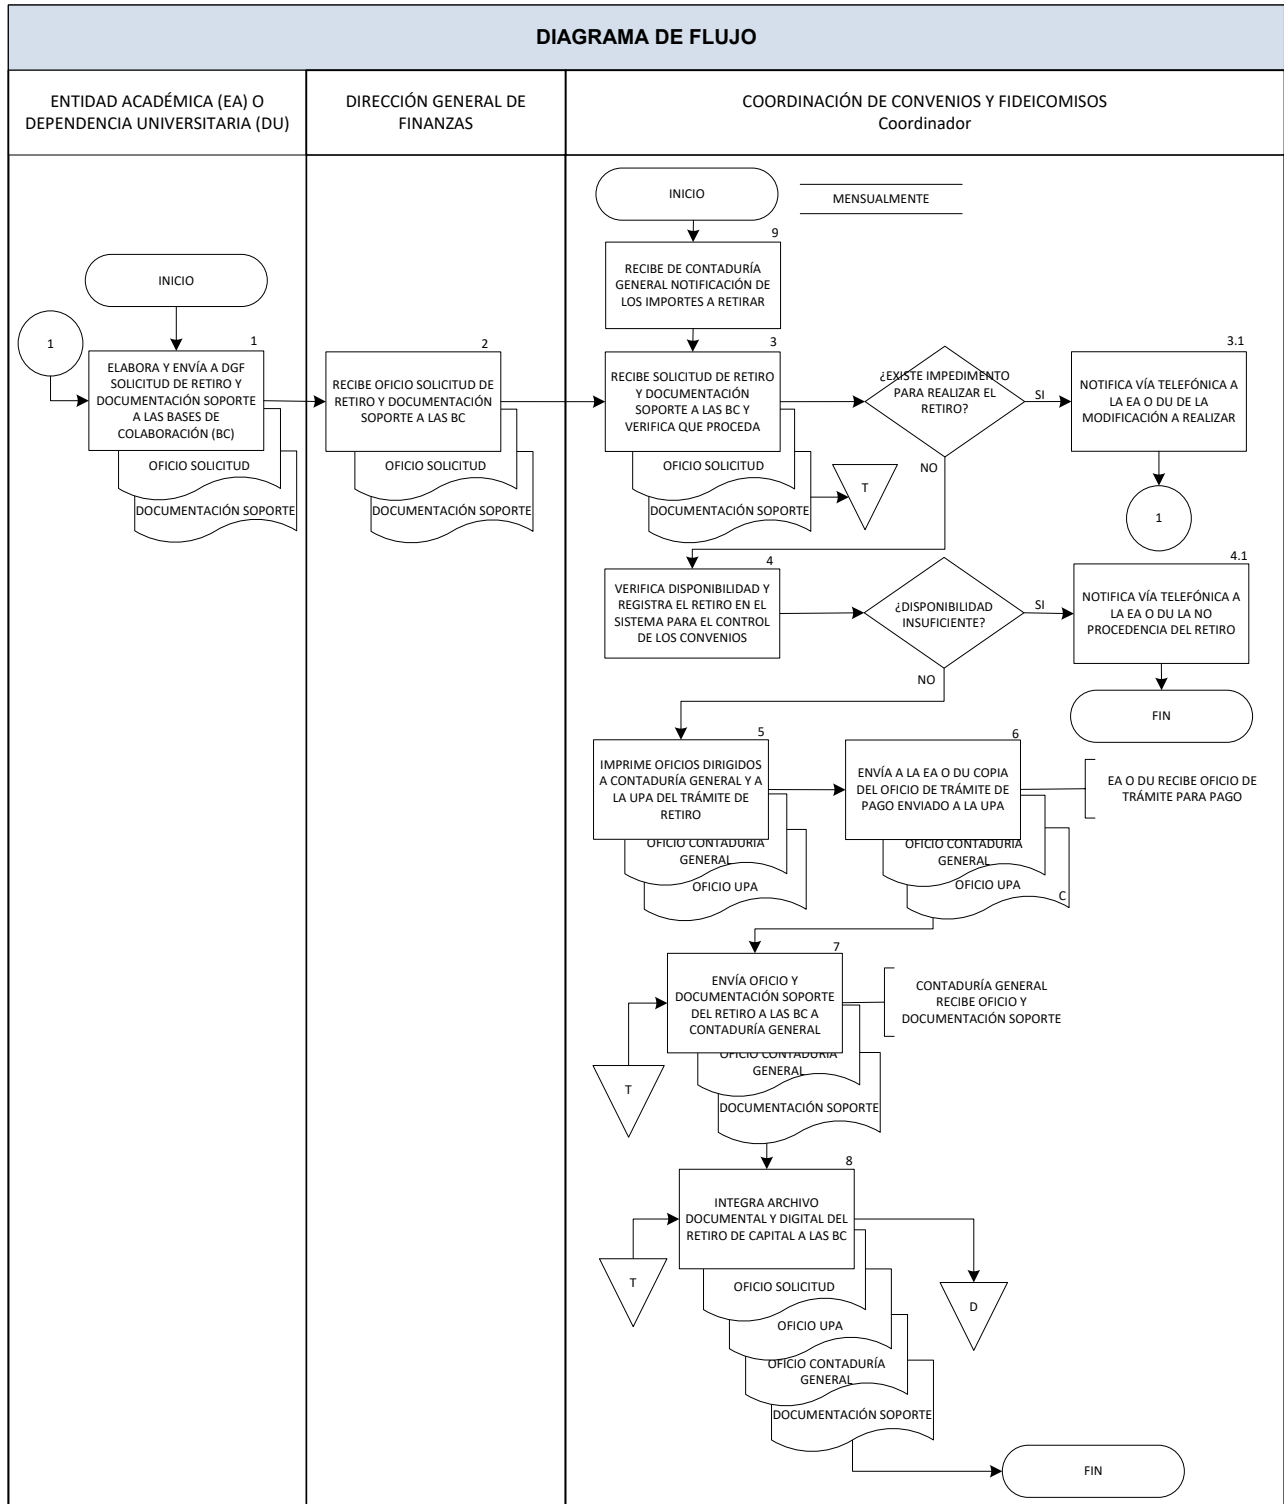 DIAGRAMA DE FLUJO
ENTIDAD ACADÉMICA (EA) O
DEPENDENCIA UNIVERSITARIA (DU)
DIRECCIÓN GENERAL DE
FINANZAS
COORDINACIÓN DE CONVENIOS Y FIDEICOMISOS
Coordinador
INICIO
MENSUALMENTE
9
RECIBE DE CONTADURÍA
GENERAL NOTIFICACIÓN DE
LOS IMPORTES A RETIRAR
INICIO
1
1
ELABORA Y ENVÍA A DGF
SOLICITUD DE RETIRO Y
DOCUMENTACIÓN SOPORTE
A LAS BASES DE
COLABORACIÓN (BC)
OFICIO SOLICITUD
DOCUMENTACIÓN SOPORTE
2
RECIBE OFICIO SOLICITUD DE
RETIRO Y DOCUMENTACIÓN
SOPORTE A LAS BC
OFICIO SOLICITUD
DOCUMENTACIÓN SOPORTE
3
RECIBE SOLICITUD DE RETIRO
Y DOCUMENTACIÓN
SOPORTE A LAS BC Y
VERIFICA QUE PROCEDA
OFICIO SOLICITUD
DOCUMENTACIÓN SOPORTE
T
¿EXISTE IMPEDIMENTO
PARA REALIZAR EL
RETIRO?
SI
NO
3.1
NOTIFICA VÍA TELEFÓNICA A
LA EA O DU DE LA
MODIFICACIÓN A REALIZAR
1
4
VERIFICA DISPONIBILIDAD Y
REGISTRA EL RETIRO EN EL
SISTEMA PARA EL CONTROL
DE LOS CONVENIOS
¿DISPONIBILIDAD
INSUFICIENTE?
SI
NO
4.1
NOTIFICA VÍA TELEFÓNICA A
LA EA O DU LA NO
PROCEDENCIA DEL RETIRO
FIN
5
IMPRIME OFICIOS DIRIGIDOS
A CONTADURÍA GENERAL Y A
LA UPA DEL TRÁMITE DE
RETIRO
OFICIO CONTADURÍA
GENERAL
OFICIO UPA
6
ENVÍA A LA EA O DU COPIA
DEL OFICIO DE TRÁMITE DE
PAGO ENVIADO A LA UPA
OFICIO CONTADURÍA
GENERAL
OFICIO UPA
C
EA O DU RECIBE OFICIO DE
TRÁMITE PARA PAGO
7
ENVÍA OFICIO Y
DOCUMENTACIÓN SOPORTE
DEL RETIRO A LAS BC A
CONTADURÍA GENERAL
OFICIO CONTADURÍA
GENERAL
DOCUMENTACIÓN SOPORTE
T
CONTADURÍA GENERAL
RECIBE OFICIO Y
DOCUMENTACIÓN SOPORTE
8
INTEGRA ARCHIVO
DOCUMENTAL Y DIGITAL DEL
RETIRO DE CAPITAL A LAS BC
T
D
OFICIO SOLICITUD
OFICIO UPA
OFICIO CONTADURÍA
GENERAL
DOCUMENTACIÓN SOPORTE
FIN